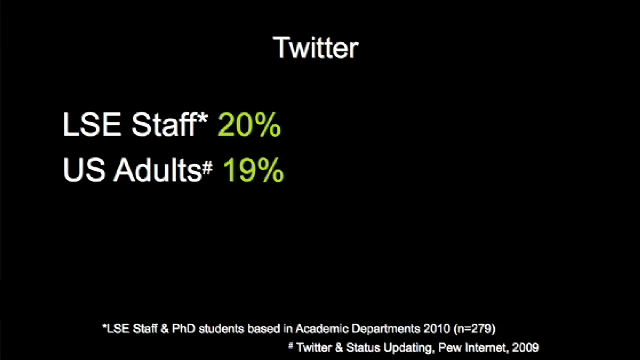 Twitter
LSE Staff* 20%
US Adults# 19%
*LSE Staff & PhD students based in Academic Departments 2010 (n=279)
# Twitter & Status Updating, Pew Internet, 2009